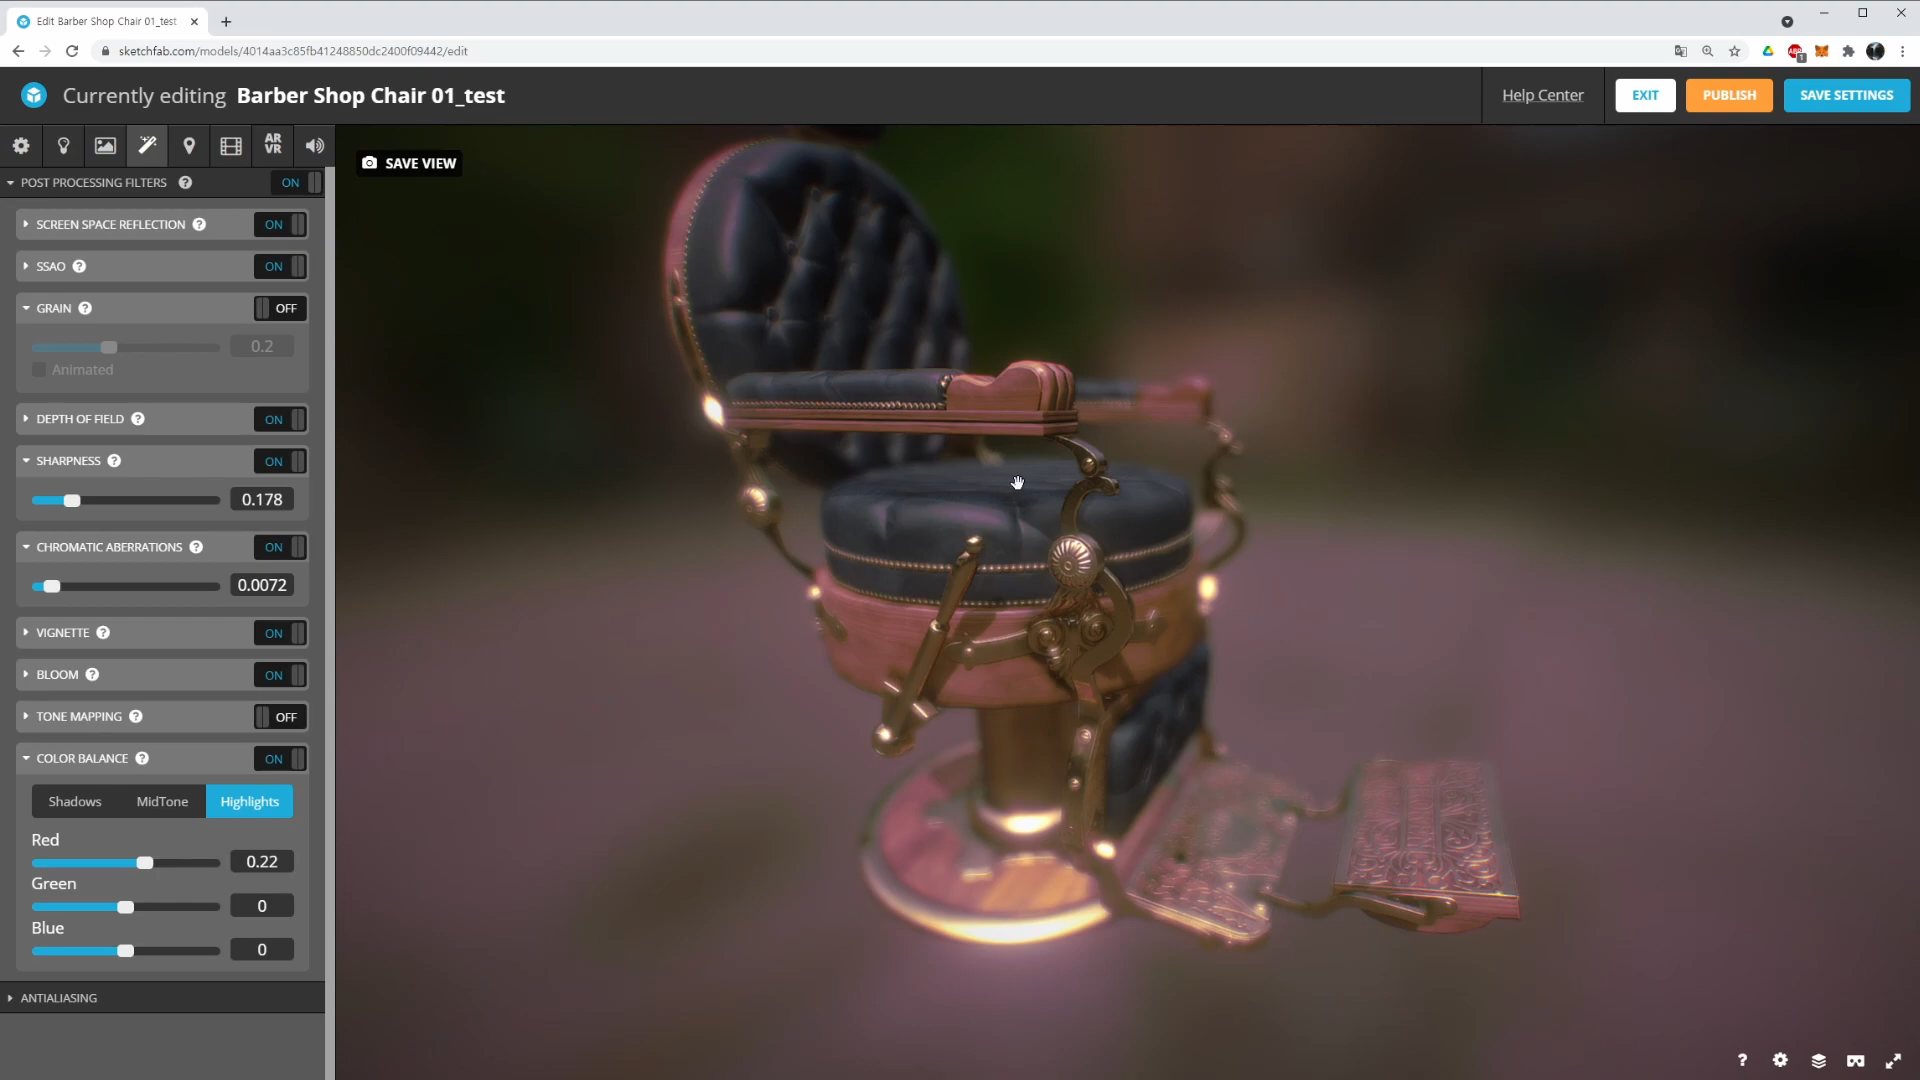 Edit Barber Shop Chair 01_test
sketchfab.com/models/4014aa3c85fb41248850dc2400f09442/edit
ABP
1
Currently editing Barber Shop Chair 01_test
Help Center
EXIT
PUBLISH
SAVE SETTINGS
AR
VR
SAVE VIEW
POST PROCESSING FILTERS ? ON
SCREEN SPACE REFLECTION ? ON
SSAO ? ON
GRAIN ? OFF
0.2
Animated
DEPTH OF FIELD ? ON
SHARPNESS ? ON
0.178
CHROMATIC ABERRATIONS ? ON
0.0072
VIGNETTE ? ON
BLOOM ? ON
TONE MAPPING ? OFF
COLOR BALANCE ? ON
Shadows MidTone Highlights
Red
0.22
Green
0
Blue
0
ANTIALIASING
?